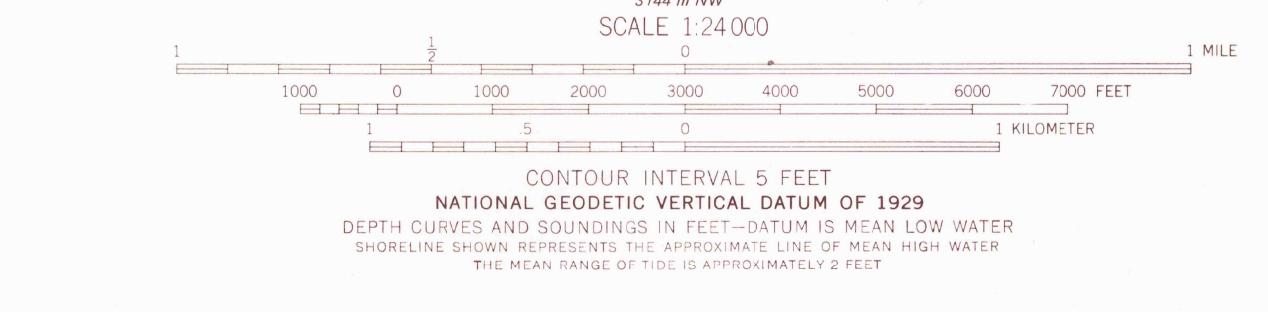 3144 III NW
SCALE 1:24 000
1 1/2 0 1 MILE
1000 0 1000 2000 3000 4000 5000 6000 7000 FEET
1 .5 0 1 KILOMETER
CONTOUR INTERVAL 5 FEET
NATIONAL GEODETIC VERTICAL DATUM OF 1929
DEPTH CURVES AND SOUNDINGS IN FEET—DATUM IS MEAN LOW WATER
SHORELINE SHOWN REPRESENTS THE APPROXIMATE LINE OF MEAN HIGH WATER
THE MEAN RANGE OF TIDE IS APPROXIMATELY 2 FEET